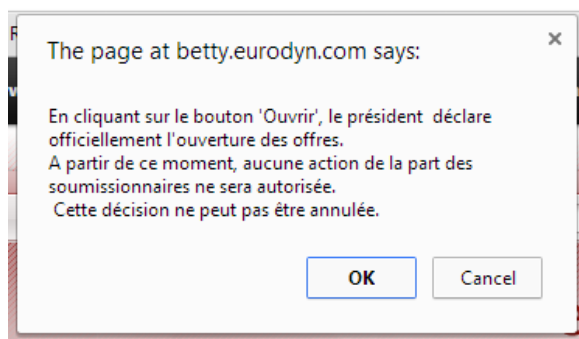 The page at betty.eurodyn.com says:
En cliquant sur le bouton 'Ouvrir', le président déclare
officiellement l'ouverture des offres.
A partir de ce moment, aucune action de la part des
soumissionnaires ne sera autorisée.
Cette décision ne peut pas être annulée.
OK Cancel